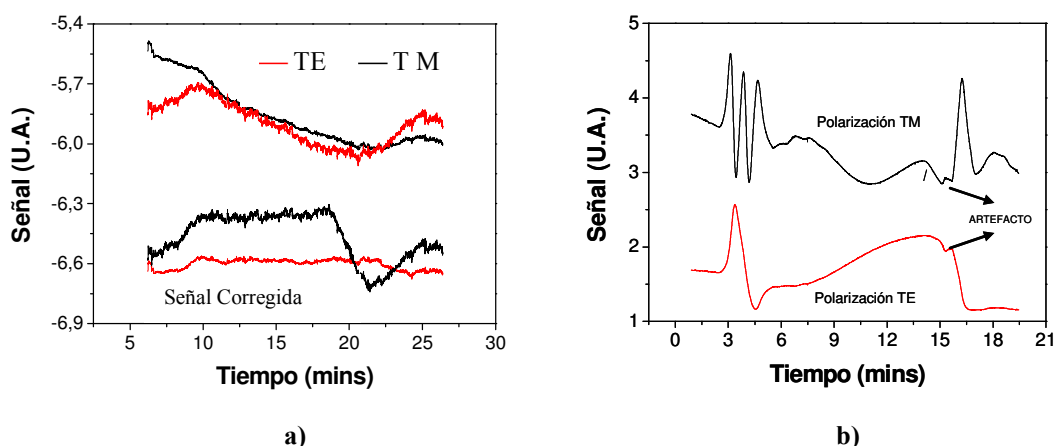 -5,4
-5,7
-6,0
-6,3
-6,6
-6,9
Señal (U.A.)
TE
T M
Señal Corregida
5
10
15
20
25
30
Tiempo (mins)
a)
5
4
3
2
1
Señal (U.A.)
Polarización TM
ARTEFACTO
Polarización TE
0
3
6
9
12
15
18
21
Tiempo (mins)
b)